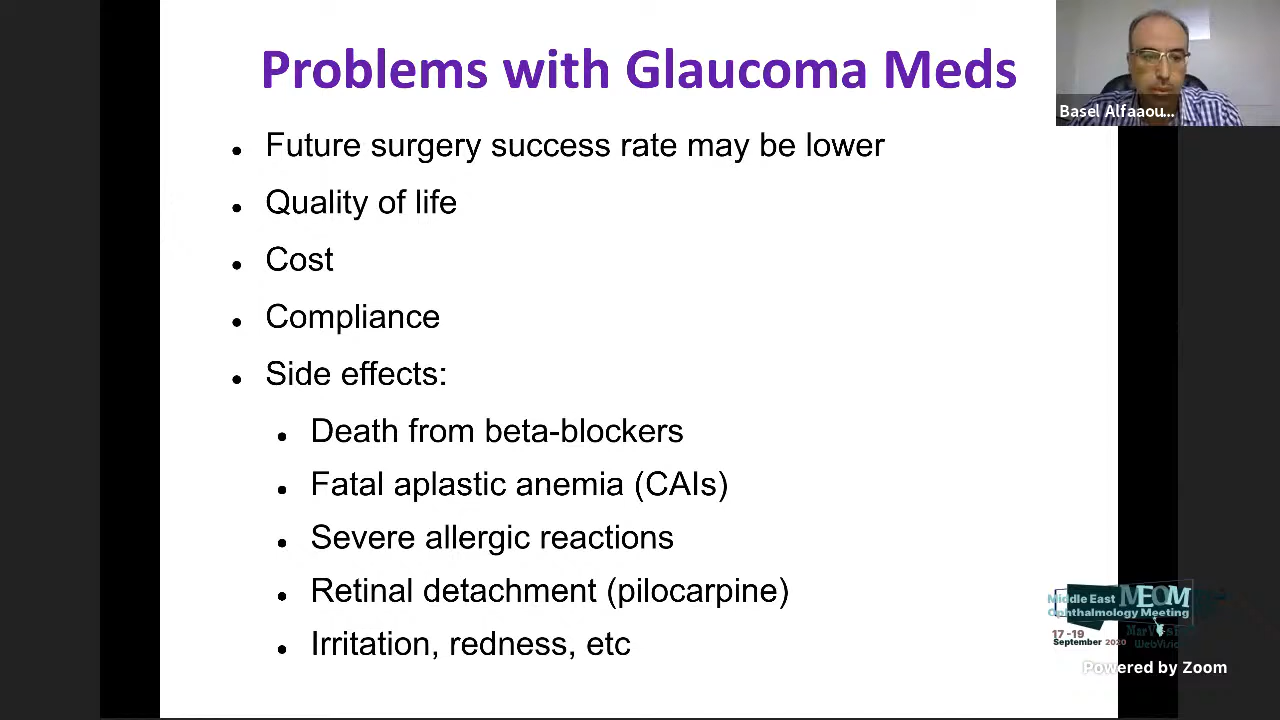 Problems with Glaucoma Meds
Basel Alfaaou...
• Future surgery success rate may be lower
• Quality of life
• Cost
• Compliance
• Side effects:
• Death from beta-blockers
• Fatal aplastic anemia (CAIs)
• Severe allergic reactions
• Retinal detachment (pilocarpine)
• Irritation, redness, etc
Middle East MEOM
Ophthalmology Meeting
17-19
September 2020
Powered by Zoom